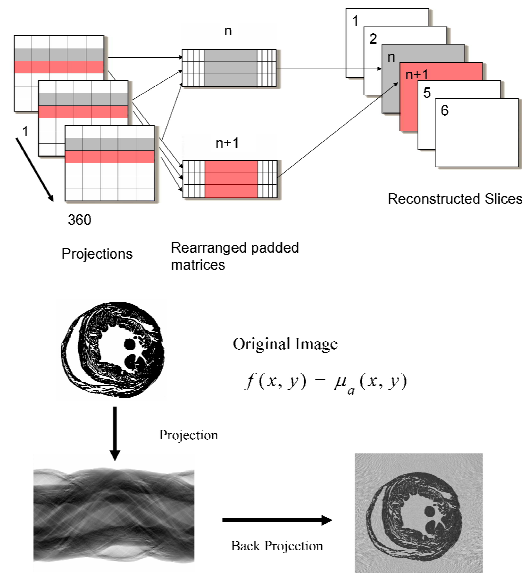 n
1
2
n
n+1
5
6
1
n+1
360
Reconstructed Slices
Projections
Rearranged padded
matrices
Original Image
f(x, y) − μa(x, y)
Projection
Back Projection